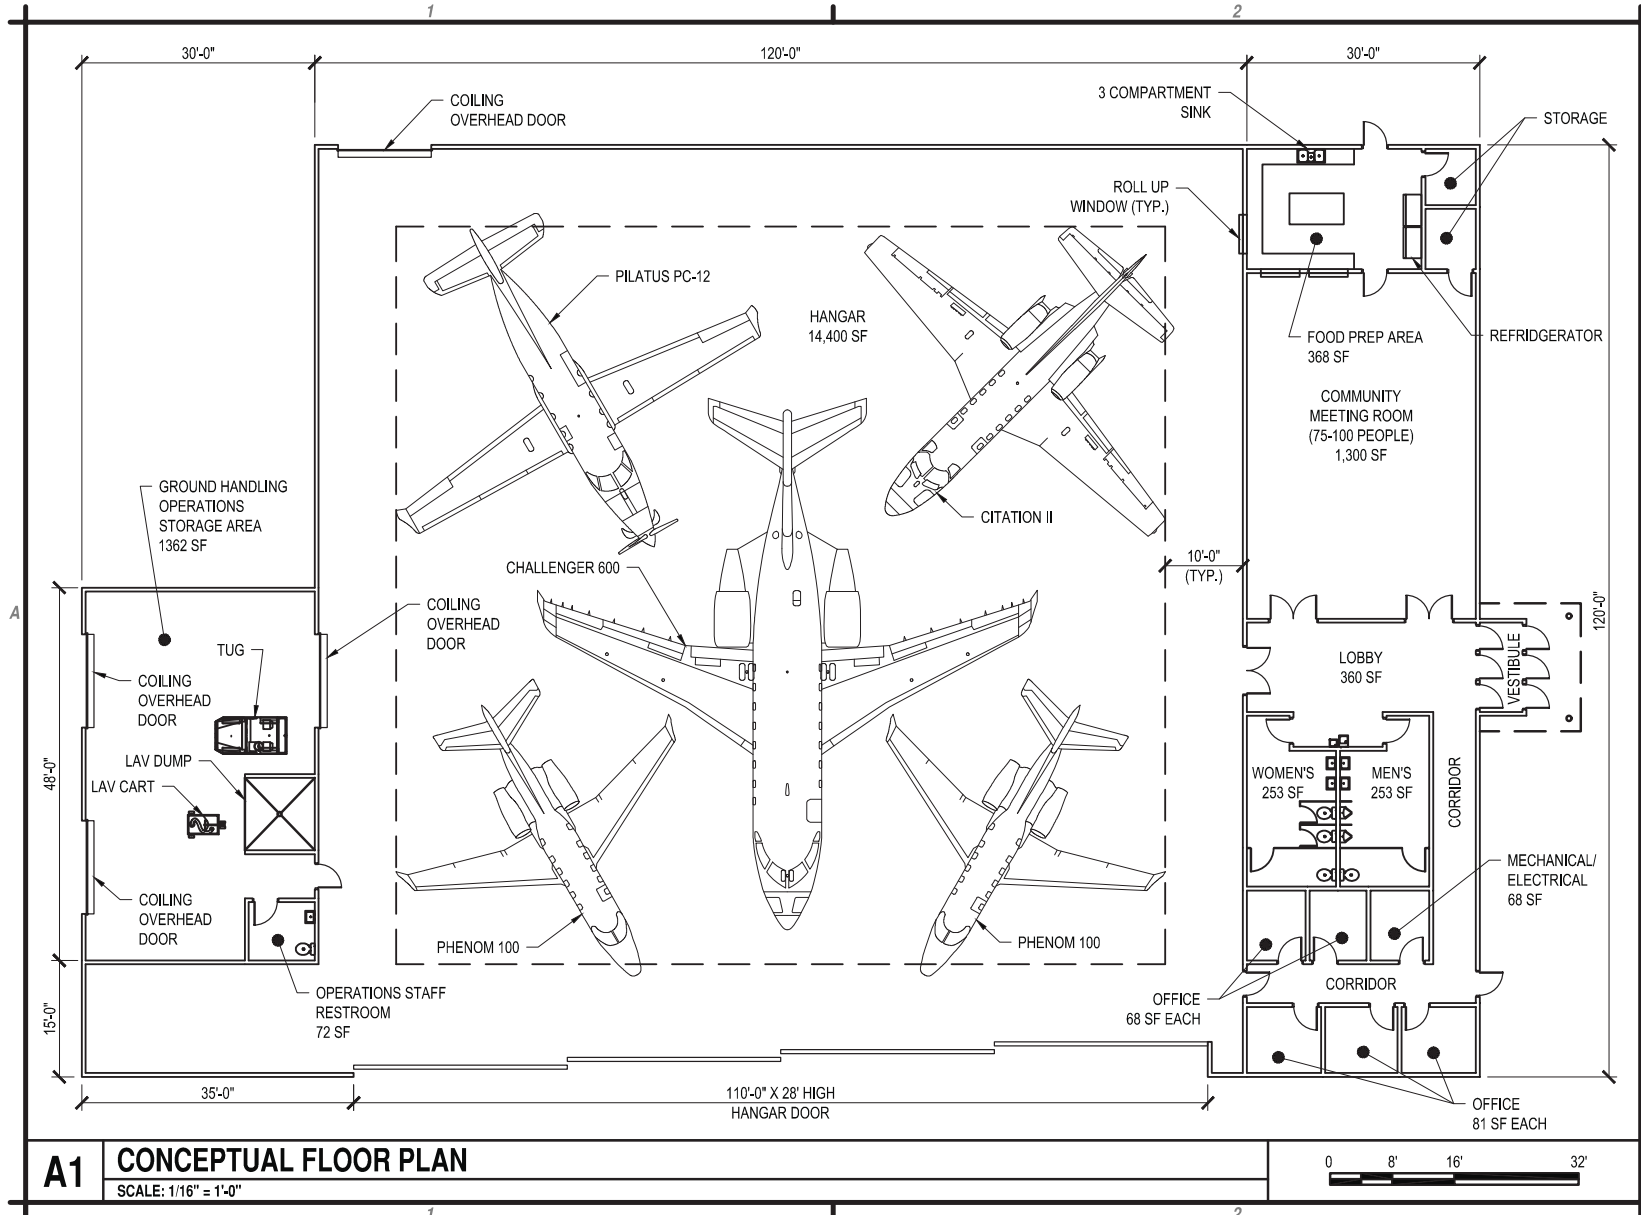 1
2
30'-0"
120'-0"
30'-0"
COILING
OVERHEAD DOOR
3 COMPARTMENT
SINK
STORAGE
ROLL UP
WINDOW (TYP.)
PILATUS PC-12
HANGAR
14,400 SF
FOOD PREP AREA
368 SF
REFRIDGERATOR
COMMUNITY
MEETING ROOM
(75-100 PEOPLE)
1,300 SF
GROUND HANDLING
OPERATIONS
STORAGE AREA
1362 SF
CITATION II
CHALLENGER 600
10'-0"
(TYP.)
A
COILING
OVERHEAD
DOOR
120'-0"
TUG
COILING
OVERHEAD
DOOR
LOBBY
360 SF
VESTIBULE
LAV DUMP
LAV CART
48'-0"
WOMEN'S
253 SF
MEN'S
253 SF
CORRIDOR
COILING
OVERHEAD
DOOR
MECHANICAL/
ELECTRICAL
68 SF
PHENOM 100
PHENOM 100
OPERATIONS STAFF
RESTROOM
72 SF
15'-0"
OFFICE
68 SF EACH
CORRIDOR
35'-0"
110'-0" X 28' HIGH
HANGAR DOOR
OFFICE
81 SF EACH
A1
CONCEPTUAL FLOOR PLAN
SCALE: 1/16" = 1'-0"
0 8' 16' 32'
1
2